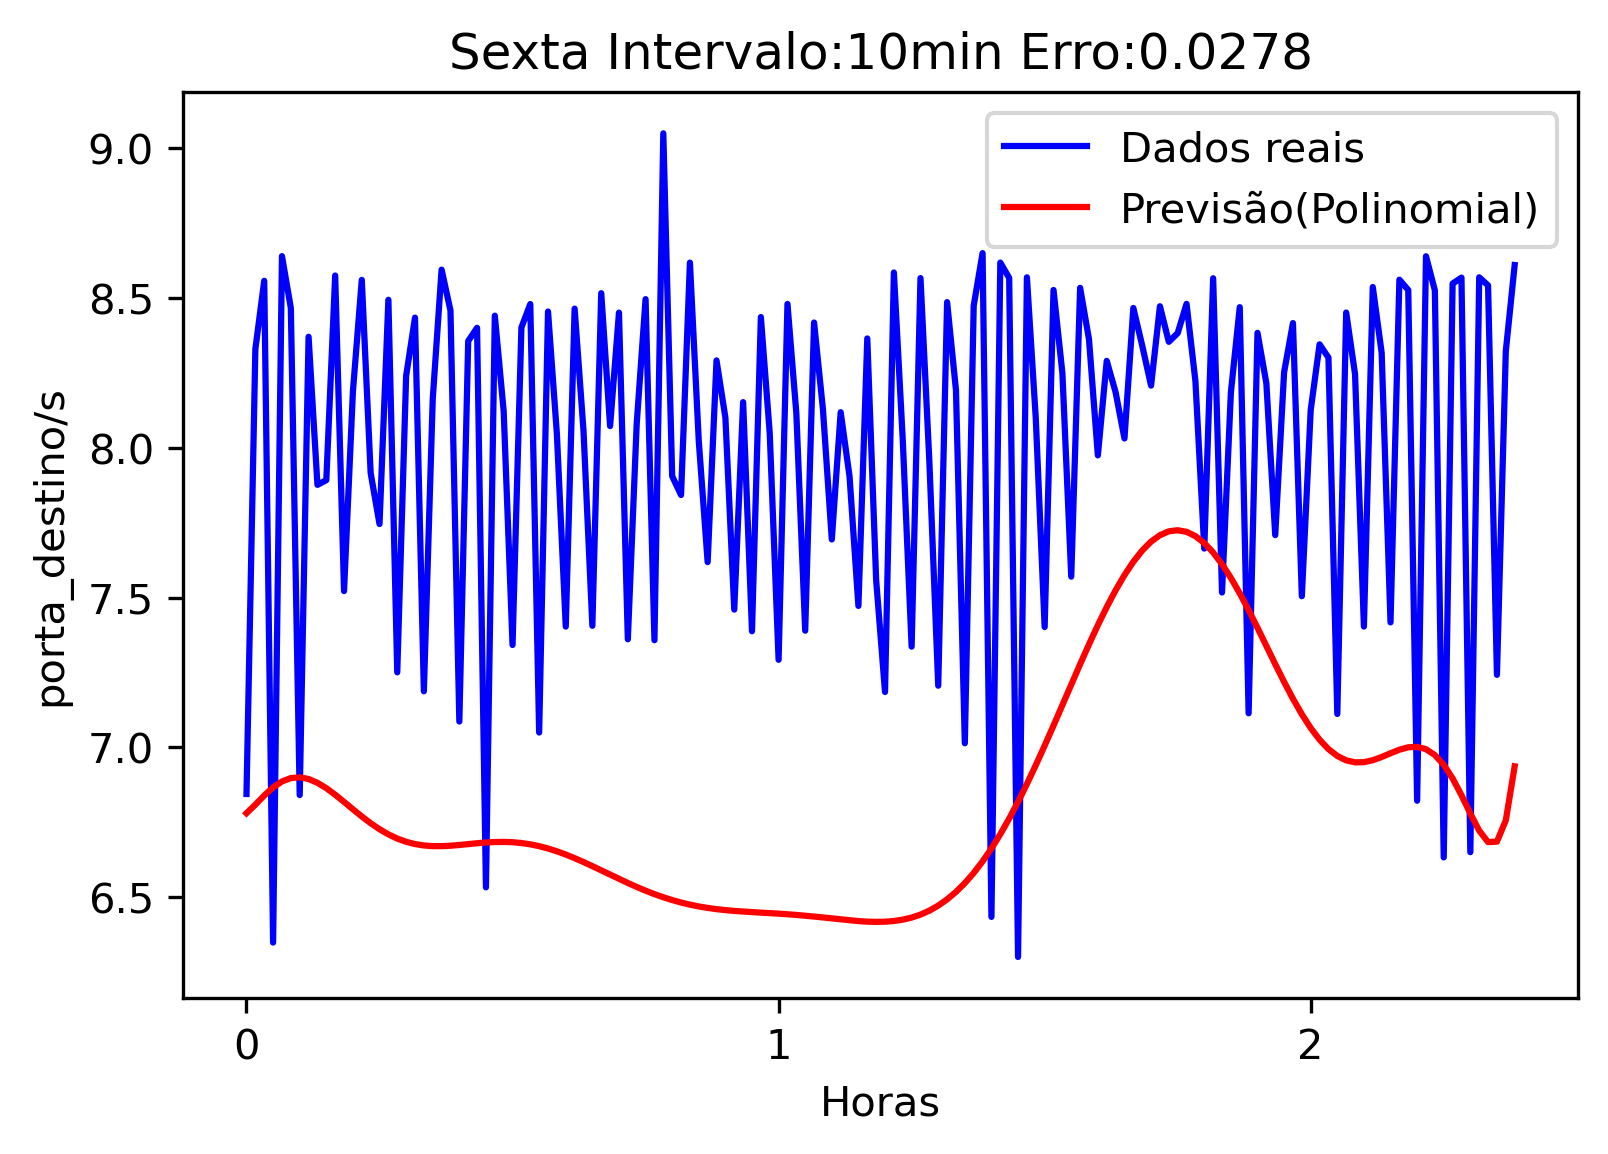 Sexta Intervalo:10min Erro:0.0278
Dados reais
Previsão(Polinomial)
9.0
8.5
8.0
7.5
7.0
6.5
porta_destino/s
0 1 2
Horas